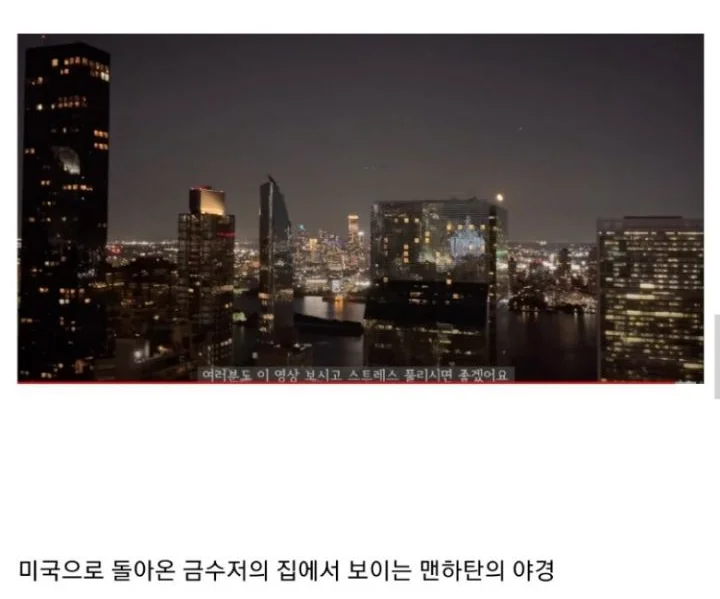 여러분도 이 영상 보시고 스트레스 풀리시면 좋겠어요
미국으로 돌아온 금수저의 집에서 보이는 맨하탄의 야경